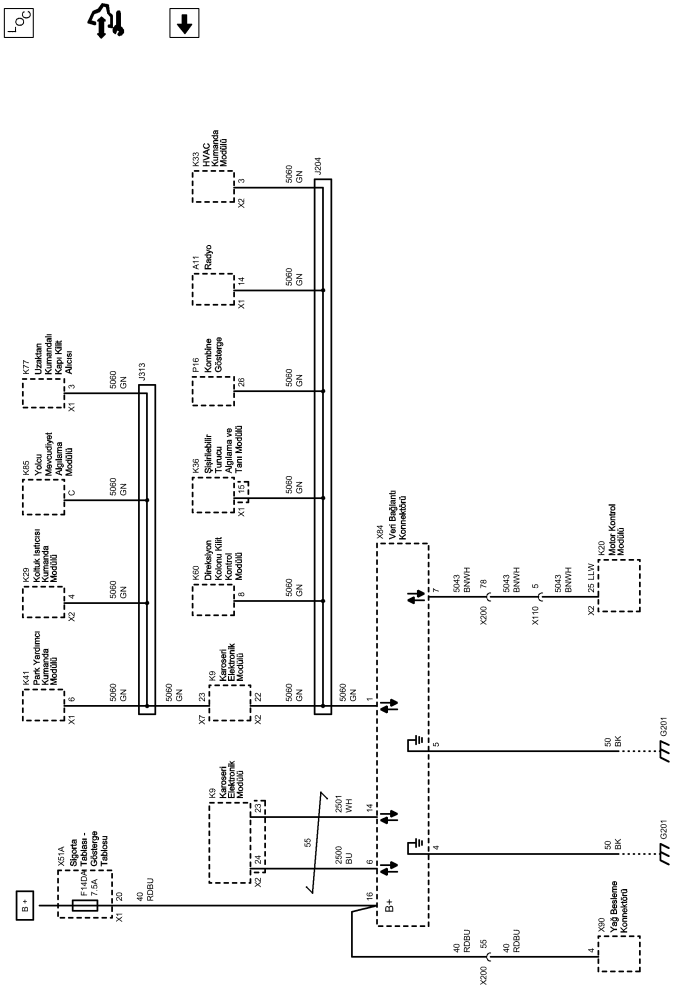 LOC
B +
X51A
Sigorta
Tablası -
Gösterge
Tablosu
F14DA
7.5A
X1
20
40
RDBU
K41
Park Yardımcı
Kumanda
Modülü
X1
6
5060
GN
K29
Koltuk Isıtıcısı
Kumanda
Modülü
X2
4
5060
GN
K85
Yolcu
Mevcudiyet
Algılama
Modülü
C
5060
GN
K77
Uzaktan
Kumandalı
Kapı Kilit
Alıcısı
X1
3
5060
GN
J313
5060
GN
X7
23
K9
Karoseri
Elektronik
Modülü
X2
22
5060
GN
K60
Direksiyon
Kolonu Kilit
Kontrol
Modülü
8
5060
GN
K36
Şişirilebilir
Turucu
Algılama ve
Tanı Modülü
X1
15
5060
GN
P16
Kombine
Gösterge
26
5060
GN
A11
Radyo
X1
14
5060
GN
K33
HVAC
Kumanda
Modülü
X2
3
5060
GN
J204
5060
GN
K9
Karoseri
Elektronik
Modülü
X2
24
23
55
2500
BU
2501
WH
X84
Veri Bağlantı
Konnektörü
16
6
14
1
B+
4
5
7
40
RDBU
X200
55
40
RDBU
4
X90
Yağ Besleme
Konnektörü
50
BK
G201
50
BK
G201
5043
BNWH
X200
78
5043
BNWH
X110
5
5043
BNWH
X2
25 LLW
K20
Motor Kontrol
Modülü